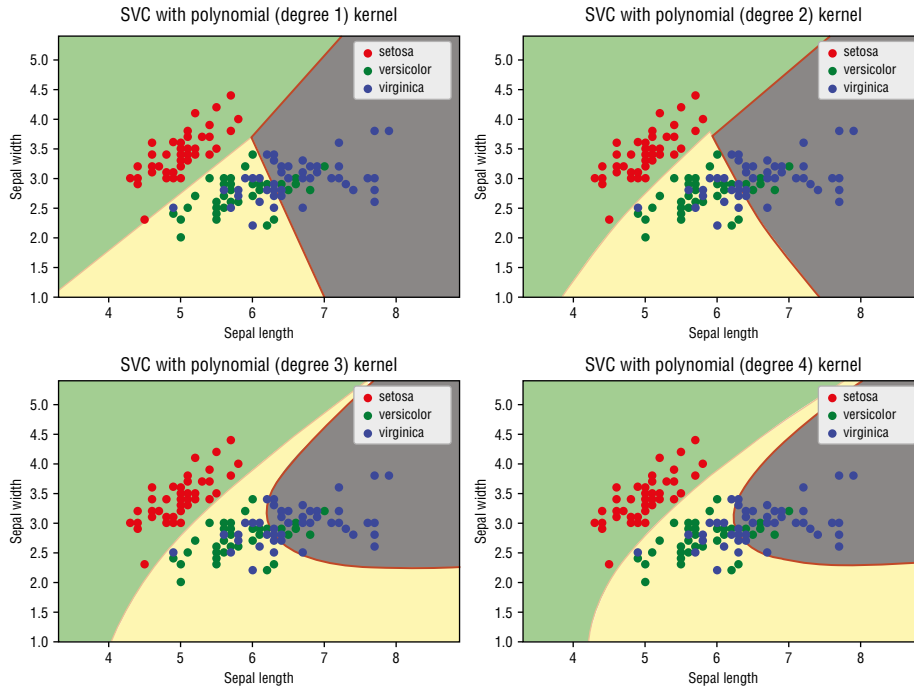 SVC with polynomial (degree 1) kernel
5.0
4.5
4.0
3.5
3.0
2.5
2.0
1.5
1.0
Sepal width
setosa
versicolor
virginica
4 5 6 7 8
Sepal length
SVC with polynomial (degree 2) kernel
5.0
4.5
4.0
3.5
3.0
2.5
2.0
1.5
1.0
Sepal width
setosa
versicolor
virginica
4 5 6 7 8
Sepal length
SVC with polynomial (degree 3) kernel
5.0
4.5
4.0
3.5
3.0
2.5
2.0
1.5
1.0
Sepal width
setosa
versicolor
virginica
4 5 6 7 8
Sepal length
SVC with polynomial (degree 4) kernel
5.0
4.5
4.0
3.5
3.0
2.5
2.0
1.5
1.0
Sepal width
setosa
versicolor
virginica
4 5 6 7 8
Sepal length